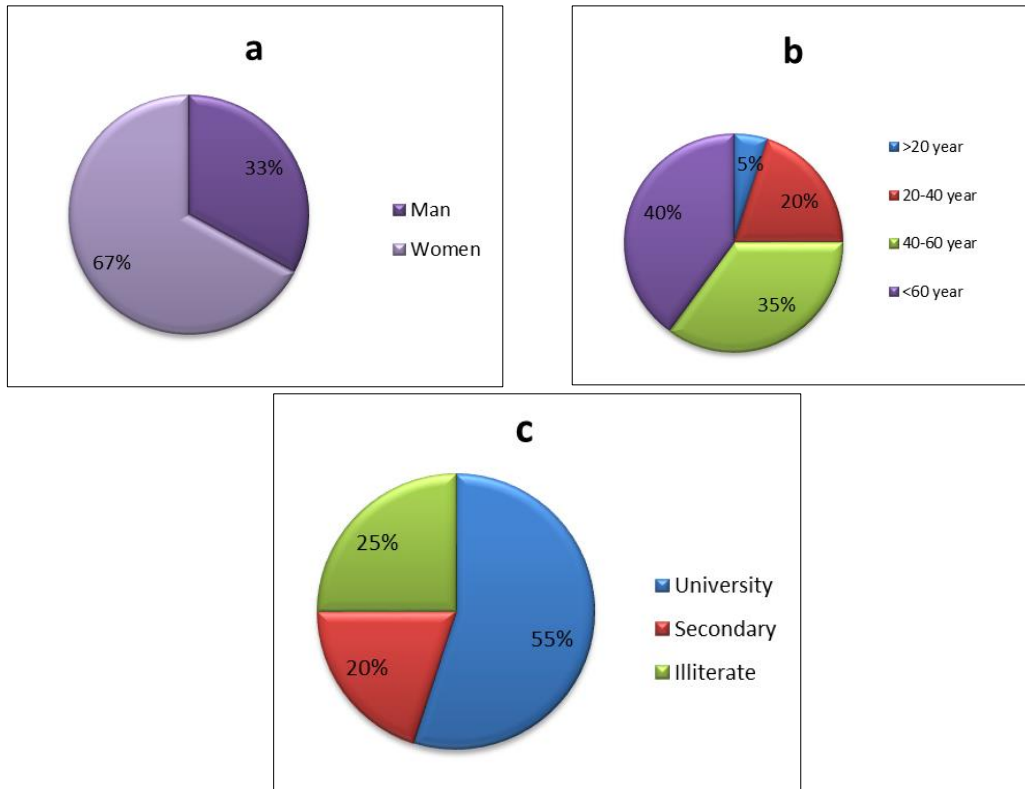 a
33%
67%
Man
Women
b
5%
20%
35%
40%
>20 year
20-40 year
40-60 year
<60 year
c
55%
20%
25%
University
Secondary
Illiterate